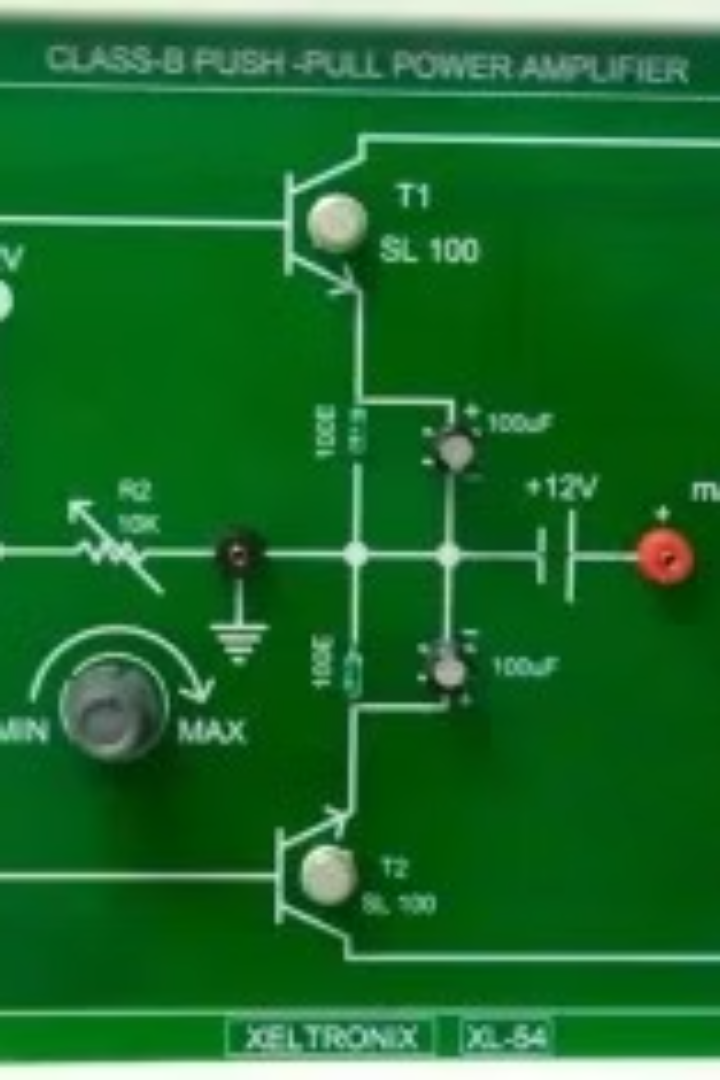 CLASS-B PUSH -PULL POWER AMPLIFIER
T1
SL 100
V
100E
+
100uF
-
R2
10K
+12V
m
+
100E
-
100uF
+
MIN
MAX
T2
SL 100
XELTRONIX
XL-54